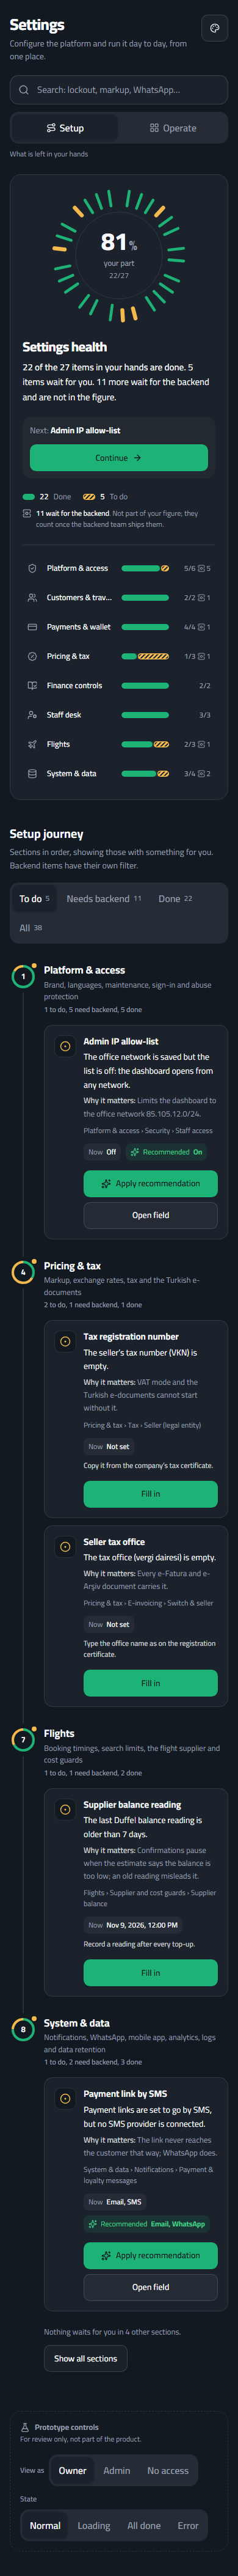 Settings
Configure the platform and run it day to day, from
one place.
Search: lockout, markup, WhatsApp...
Setup
Operate
What is left in your hands
81%
your part
22/27
Settings health
22 of the 27 items in your hands are done. 5
items wait for you. 11 more wait for the backend
and are not in the figure.
Next: Admin IP allow-list
Continue →
22 Done 5 To do
11 wait for the backend Not part of your figure, they
count once the backend team ships them.
Platform & access 5/6 5
Customers & trav... 2/2 1
Payments & wallet 4/4 1
Pricing & tax 1/3 1
Finance controls 2/2
Staff desk 3/3
Flights 2/3 1
System & data 3/4 2
Setup journey
Sections in order, showing those with something for you.
Backend items have their own filter.
To do 5 Needs backend 11 Done 22
All 38
1
Platform & access
Brand, languages, maintenance, sign-in and abuse
protection
1 to do, 5 need backend, 5 done
Admin IP allow-list
The office network is saved but the
list is off: the dashboard opens from
any network.
Why it matters: Limits the dashboard to
the office network 85.105.12.0/24.
Platform & access › Security › Staff access
Now Off Recommended On
Apply recommendation
Open field
4
Pricing & tax
Markup, exchange rates, tax and the Turkish e-
documents
2 to do, 1 need backend, 1 done
Tax registration number
The seller's tax number (VKN) is
empty.
Why it matters: VAT mode and the
Turkish e-documents cannot start
without it.
Pricing & tax › Tax › Seller (legal entity)
Now Not set
Copy it from the company's tax certificate.
Fill in
Seller tax office
The tax office (vergi dairesi) is empty.
Why it matters: Every e-Fatura and e-
Arşiv document carries it.
Pricing & tax › E-invoicing › Switch & seller
Now Not set
Type the office name as on the registration
certificate.
Fill in
7
Flights
Booking timings, search limits, the flight supplier and
cost guards
1 to do, 1 need backend, 2 done
Supplier balance reading
The last Duffel balance reading is
older than 7 days.
Why it matters: Confirmations pause
when the estimate says the balance is
too low; an old reading misleads it.
Flights › Supplier and cost guards › Supplier
balance
Now Nov 9, 2026, 12:00 PM
Record a reading after every top-up.
Fill in
8
System & data
Notifications, WhatsApp, mobile app, analytics, logs
and data retention
1 to do, 2 need backend, 3 done
Payment link by SMS
Payment links are set to go by SMS,
but no SMS provider is connected.
Why it matters: The link never reaches
the customer that way; WhatsApp does.
System & data › Notifications › Payment &
loyalty messages
Now Email, SMS
Recommended Email, WhatsApp
Apply recommendation
Open field
Nothing waits for you in 4 other sections.
Show all sections
Prototype controls
For review only, not part of the product.
View as Owner Admin No access
State
Normal Loading All done Error